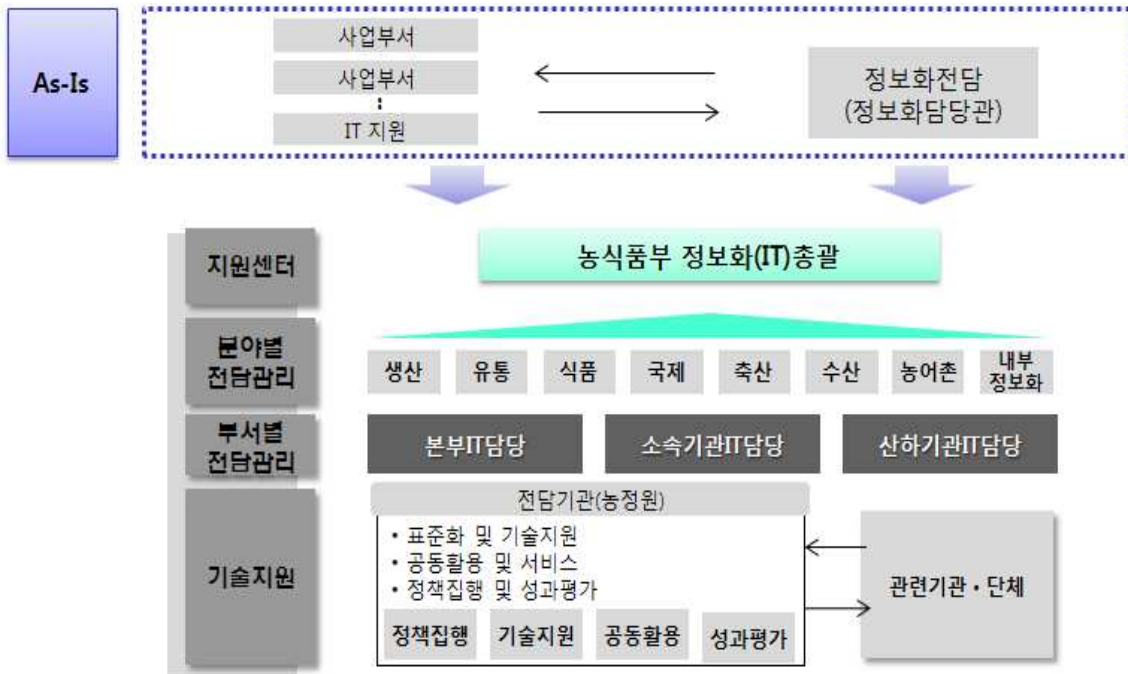 As-Is
사업부서
사업부서
IT 지원
정보화전담
(정보화담당관)
지원센터
농식품부 정보화(IT)총괄
분야별
전담관리
생산
유통
식품
국제
축산
수산
농어촌
내부
정보화
부서별
전담관리
본부IT담당
소속기관IT담당
산하기관IT담당
기술지원
전담기관(농정원)
• 표준화 및 기술지원
• 공동활용 및 서비스
• 정책집행 및 성과평가
정책집행
기술지원
공동활용
성과평가
관련기관・단체